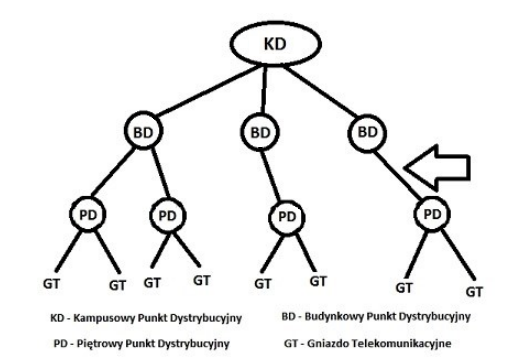 KD
BD BD BD
PD PD PD PD
GT GT GT GT GT GT GT GT
KD - Kampusowy Punkt Dystrybucyjny BD - Budynkowy Punkt Dystrybucyjny
PD - Piętrowy Punkt Dystrybucyjny GT - Gniazdo Telekomunikacyjne